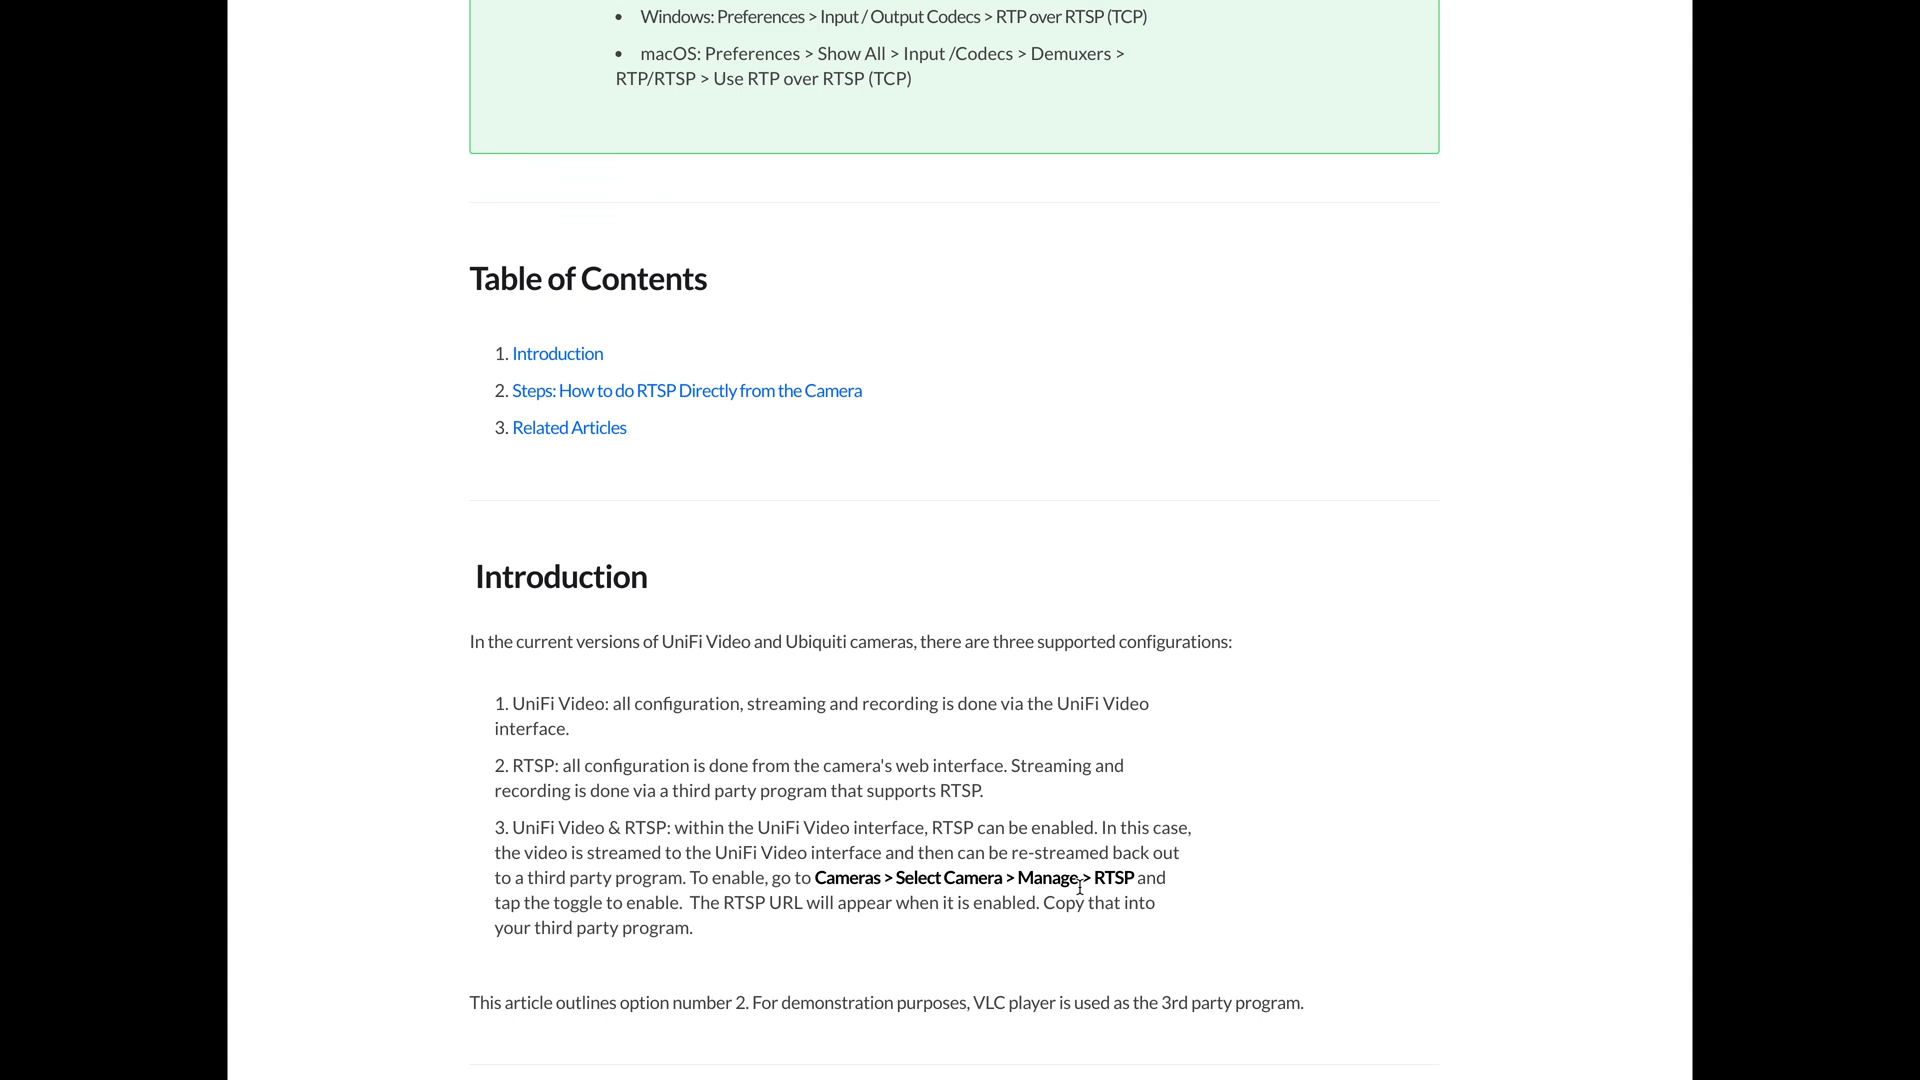 • Windows: Preferences > Input / Output Codecs > RTP over RTSP (TCP)
• macOS: Preferences > Show All > Input /Codecs > Demuxers >
RTP/RTSP > Use RTP over RTSP (TCP)
Table of Contents
1. Introduction
2. Steps: How to do RTSP Directly from the Camera
3. Related Articles
Introduction
In the current versions of UniFi Video and Ubiquiti cameras, there are three supported configurations:
1. UniFi Video: all configuration, streaming and recording is done via the UniFi Video
interface.
2. RTSP: all configuration is done from the camera's web interface. Streaming and
recording is done via a third party program that supports RTSP.
3. UniFi Video & RTSP: within the UniFi Video interface, RTSP can be enabled. In this case,
the video is streamed to the UniFi Video interface and then can be re-streamed back out
to a third party program. To enable, go to Cameras > Select Camera > Manage > RTSP and
tap the toggle to enable.  The RTSP URL will appear when it is enabled. Copy that into
your third party program.
This article outlines option number 2. For demonstration purposes, VLC player is used as the 3rd party program.